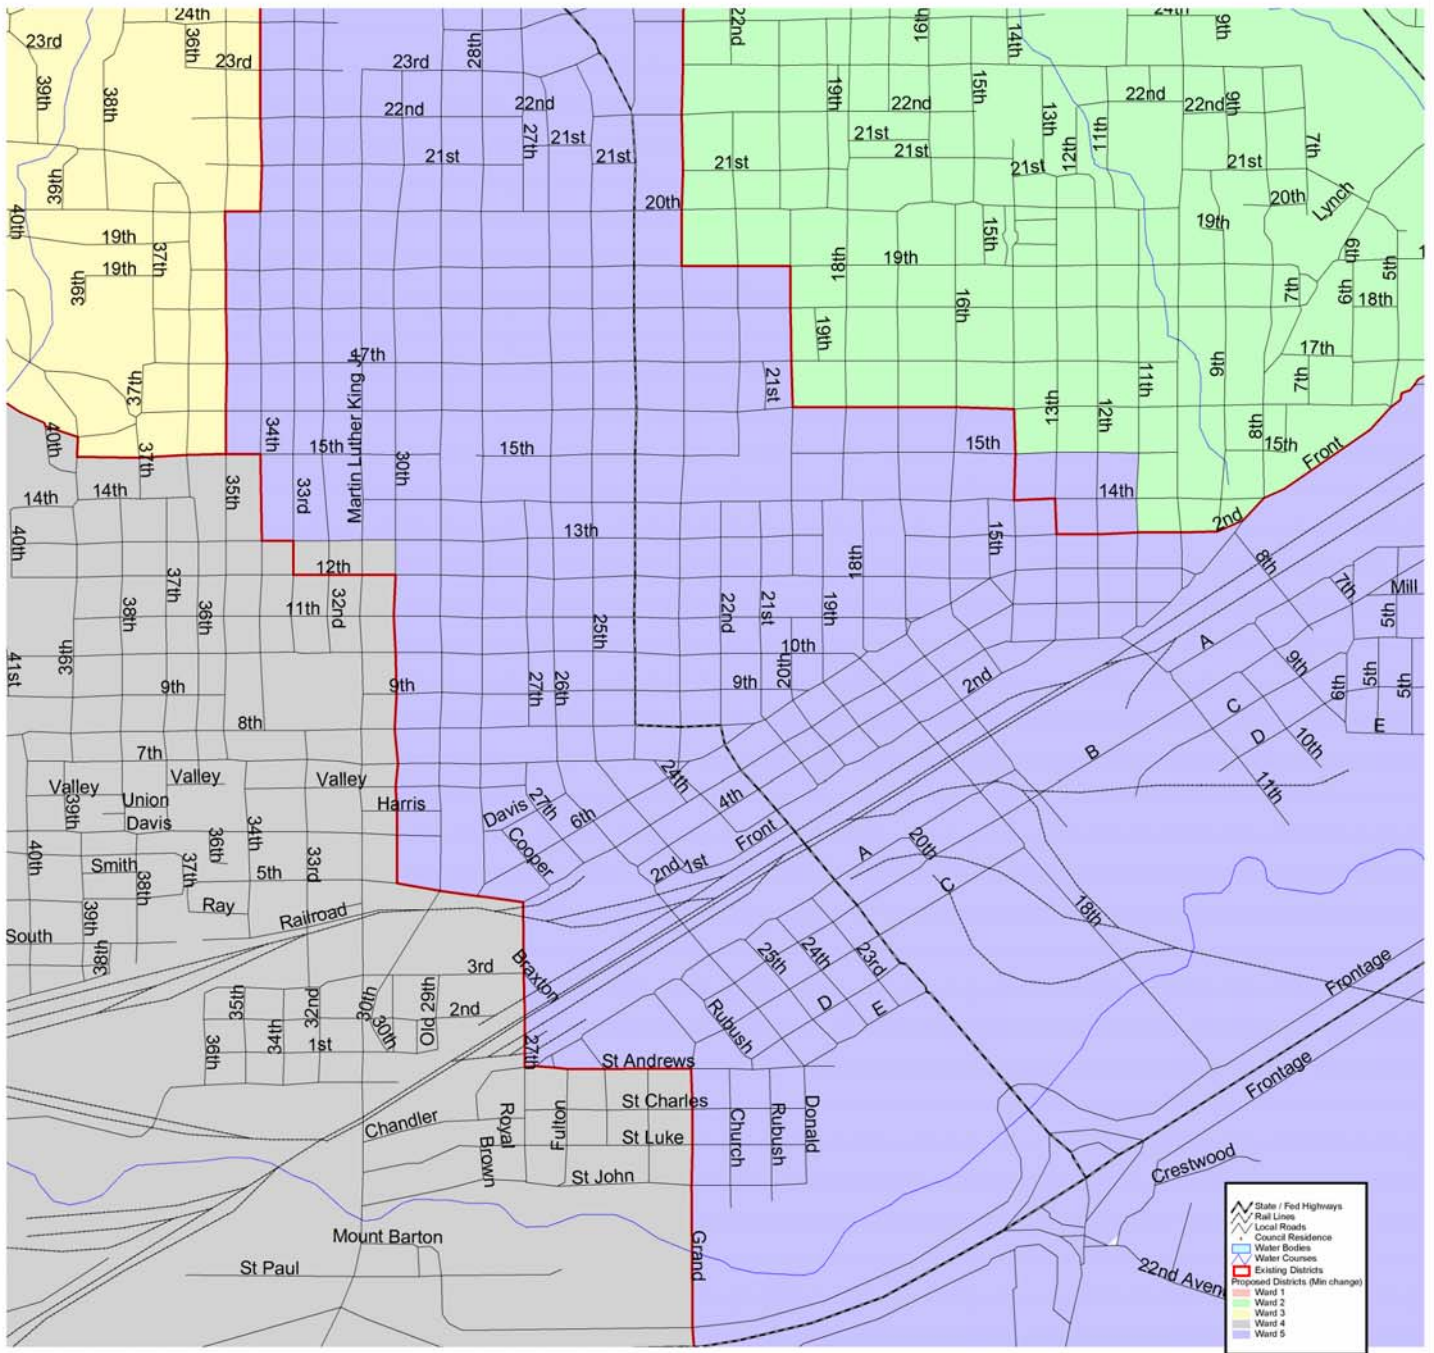 24th
22nd
16th
14th
24th
9th
23rd
36th
23rd
23rd
28th
39th
38th
22nd
22nd
19th
22nd
15th
13th
22nd
22nd
9th
27th
21st
21st
21st
21st
21st
21st
21st
12th
11th
21st
7th
39th
20th
20th
Lynch
40th
19th
19th
37th
39th
15th
19th
18th
19th
6th
5th
7th
6th
18th
16th
19th
17th
17th
9th
7th
11th
37th
21st
Martin Luther King Jr
13th
12th
8th
15th
Front
40th
37th
34th
15th
30th
15th
15th
14th
14th
35th
33rd
14th
2nd
13th
15th
40th
12th
18th
8th
7th
Mill
5th
37th
38th
36th
11th
32nd
25th
22nd
21st
19th
10th
20th
39th
41st
9th
9th
27th
26th
9th
2nd
A
9th
6th
5th
5th
8th
C
D
10th
E
7th
B
11th
Valley
Valley
Valley
24th
4th
39th
Union
Davis
Harris
Davis
27th
6th
Cooper
36th
34th
Front
2nd
1st
A
20th
C
40th
Smith
37th
38th
5th
33rd
Ray
Railroad
39th
South
38th
18th
Braxton
3rd
25th
24th
23rd
D
E
Frontage
35th
32nd
30th
30th
Old 29th
2nd
34th
36th
1st
Rubush
27th
St Andrews
Frontage
St Charles
Chandler
Royal
Fulton
Church
Rubush
Donald
St Luke
Brown
St John
Crestwood
Mount Barton
St Paul
Grand
22nd Aven
State / Fed Highways
Rail Lines
Local Roads
Council Residence
Water Bodies
Water Courses
Existing Districts
Proposed Districts (Min change)
Ward 1
Ward 2
Ward 3
Ward 4
Ward 5